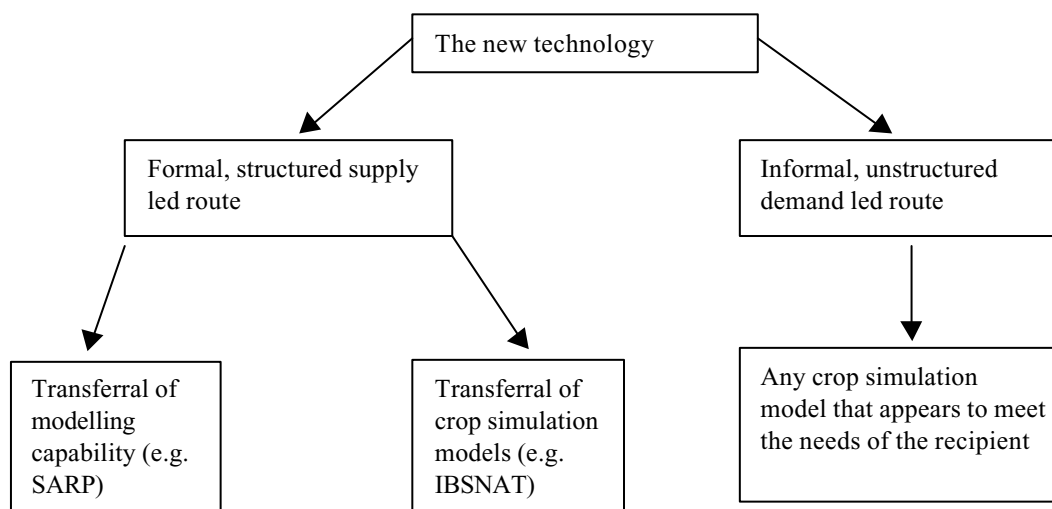 The new technology
Formal, structured supply
led route
Informal, unstructured
demand led route
Transferral of
modelling
capability (e.g.
SARP)
Transferral of
crop simulation
models (e.g.
IBSNAT)
Any crop simulation
model that appears to meet
the needs of the recipient